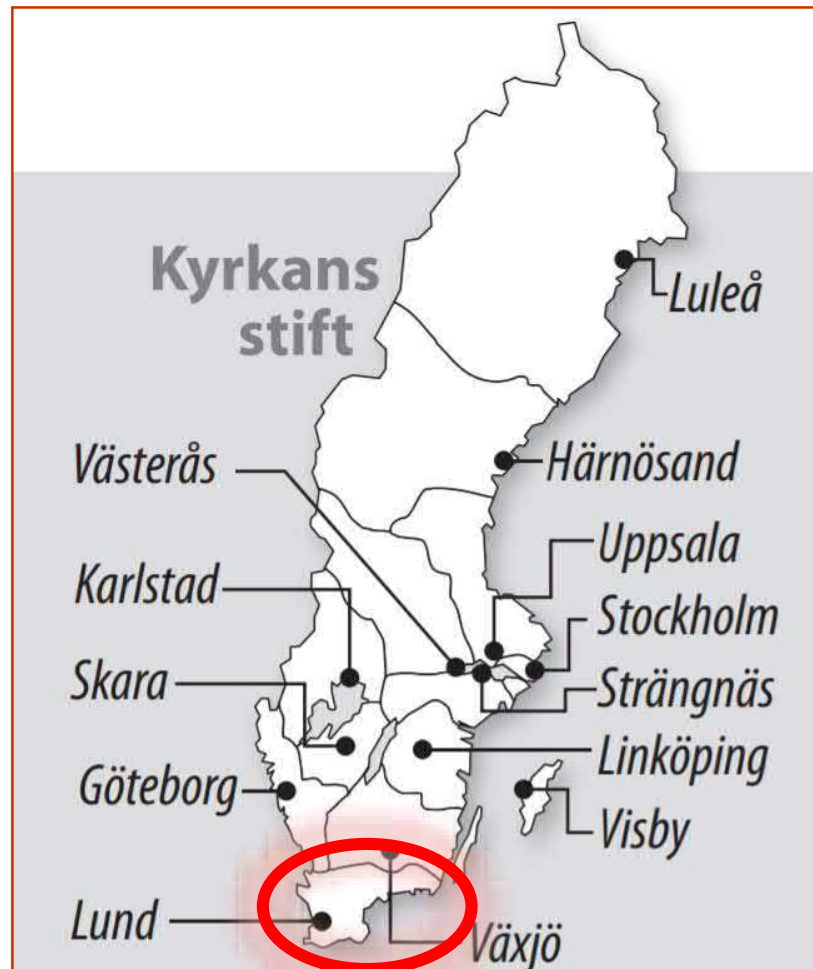 Kyrkans
stift
Luleå
Västerås
Härnösand
Uppsala
Karlstad
Stockholm
Skara
Strängnäs
Linköping
Göteborg
Visby
Lund
Växjö